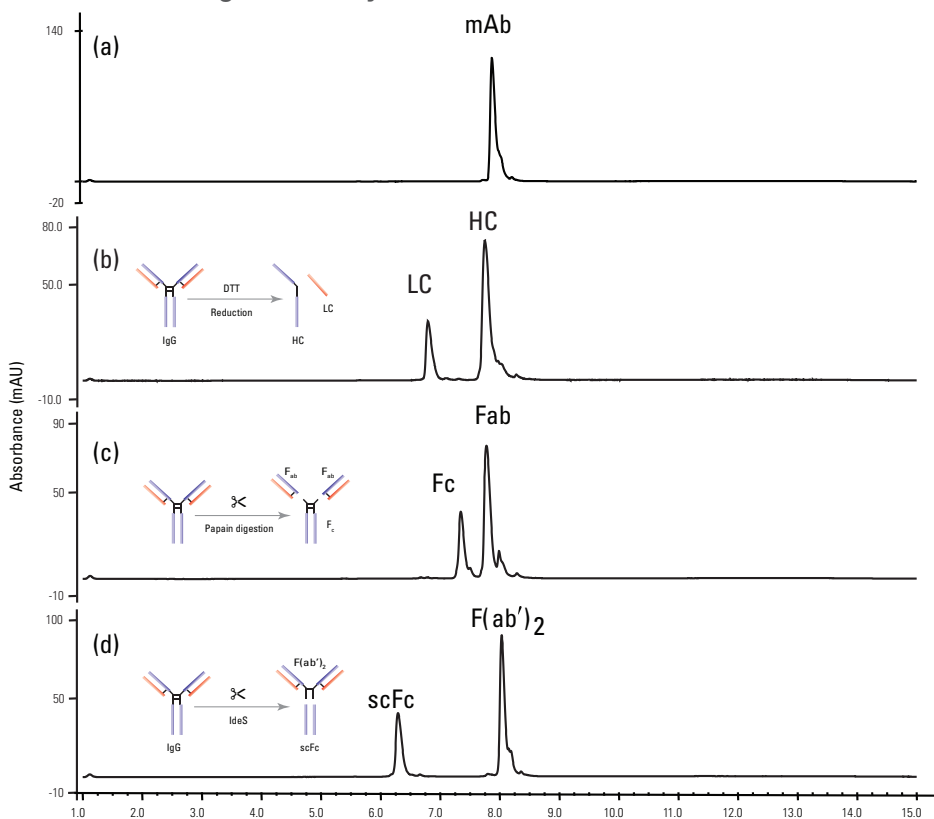 mAb
140
(a)
-20
80.0
HC
(b)
50.0
LC
DTT
Reduction
LC
IgG
HC
-10.0
Absorbance (mAU)
90
Fab
(c)
Fab
Fab
Fc
50
Papain digestion
Fc
-10
100
F(ab′)2
(d)
F(ab')2
50
scFc
IdeS
IgG
scFc
-10
1.0 2.0 3.0 4.0 5.0 6.0 7.0 8.0 9.0 10.0 11.0 12.0 13.0 14.0 15.0